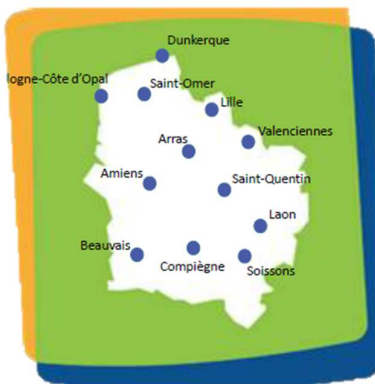 Dunkerque
logne-Côte d'Opal
Saint-Omer
Lille
Valenciennes
Arras
Amiens
Saint-Quentin
Laon
Beauvais
Compiègne
Soissons